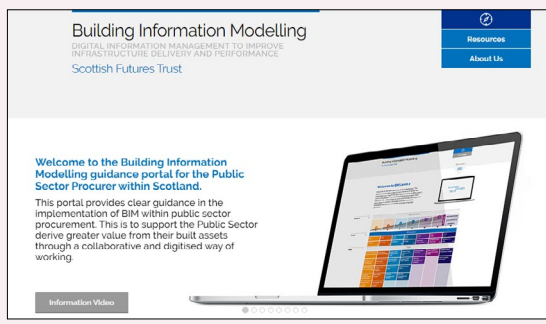 Building Information Modelling
DIGITAL INFORMATION MANAGEMENT TO IMPROVE
INFRASTRUCTURE DELIVERY AND PERFORMANCE
Scottish Futures Trust
Resources
About Us
Welcome to the Building Information
Modelling guidance portal for the Public
Sector Procurer within Scotland.
This portal provides clear guidance in the
implementation of BIM within public sector
procurement. This is to support the Public Sector
derive greater value from their built assets
through a collaborative and digitised way of
working.
Information Video